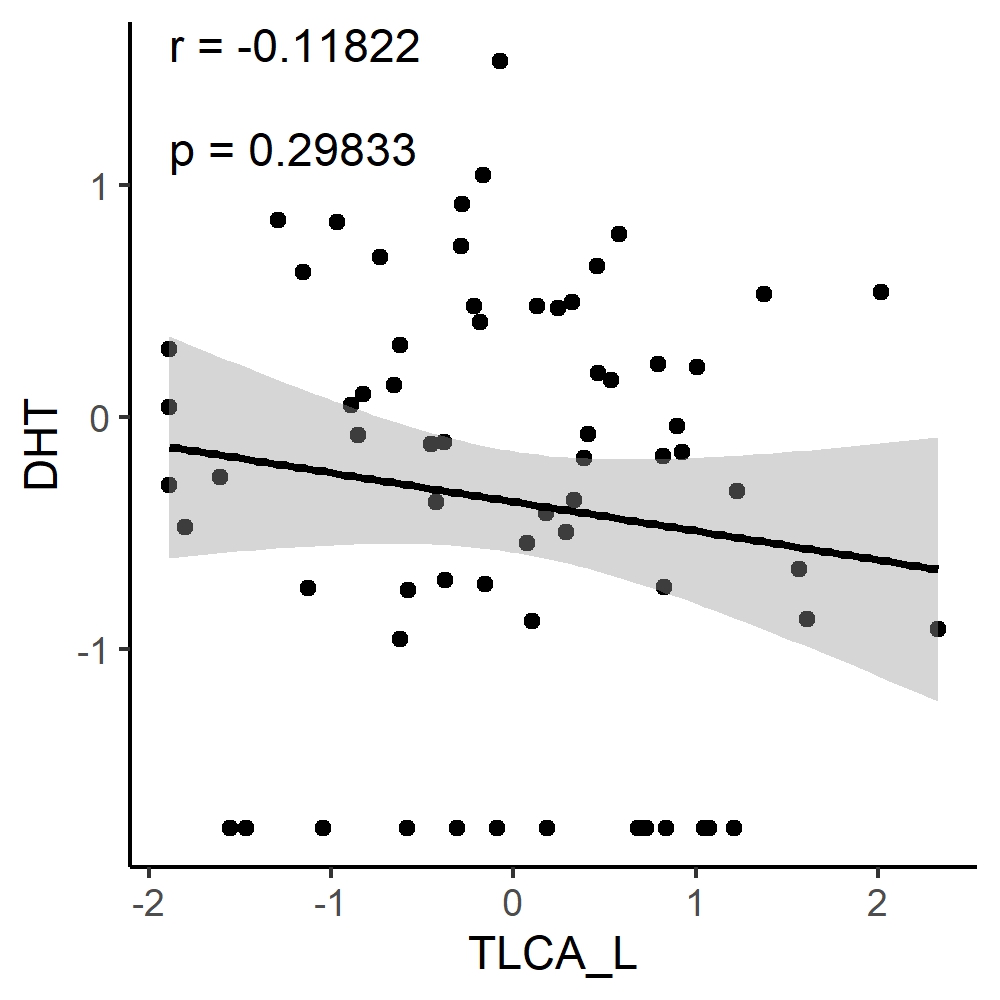 r = -0.11822
p = 0.29833
1
0
-1
DHT
-2 -1 0 1 2
TLCA_L